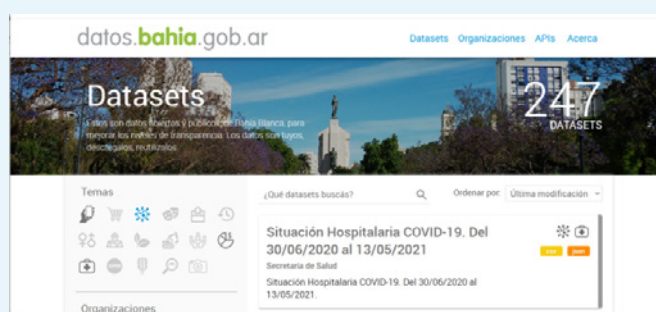 datos.bahia.gob.ar
Datasets Organizaciones APIs Acerca
Datasets
Estos son datos abiertos y públicos de Bahía Blanca, para
mejorar los niveles de transparencia. Los datos son tuyos,
descargalos, reutilizalos.
247
DATASETS
Temas
¿Qué datasets buscás?
Ordenar por: Última modificación
Situación Hospitalaria COVID-19. Del
30/06/2020 al 13/05/2021
Secretaria de Salud
Situación Hospitalaria COVID-19. Del 30/06/2020 al
13/05/2021.
csv json
Organizaciones